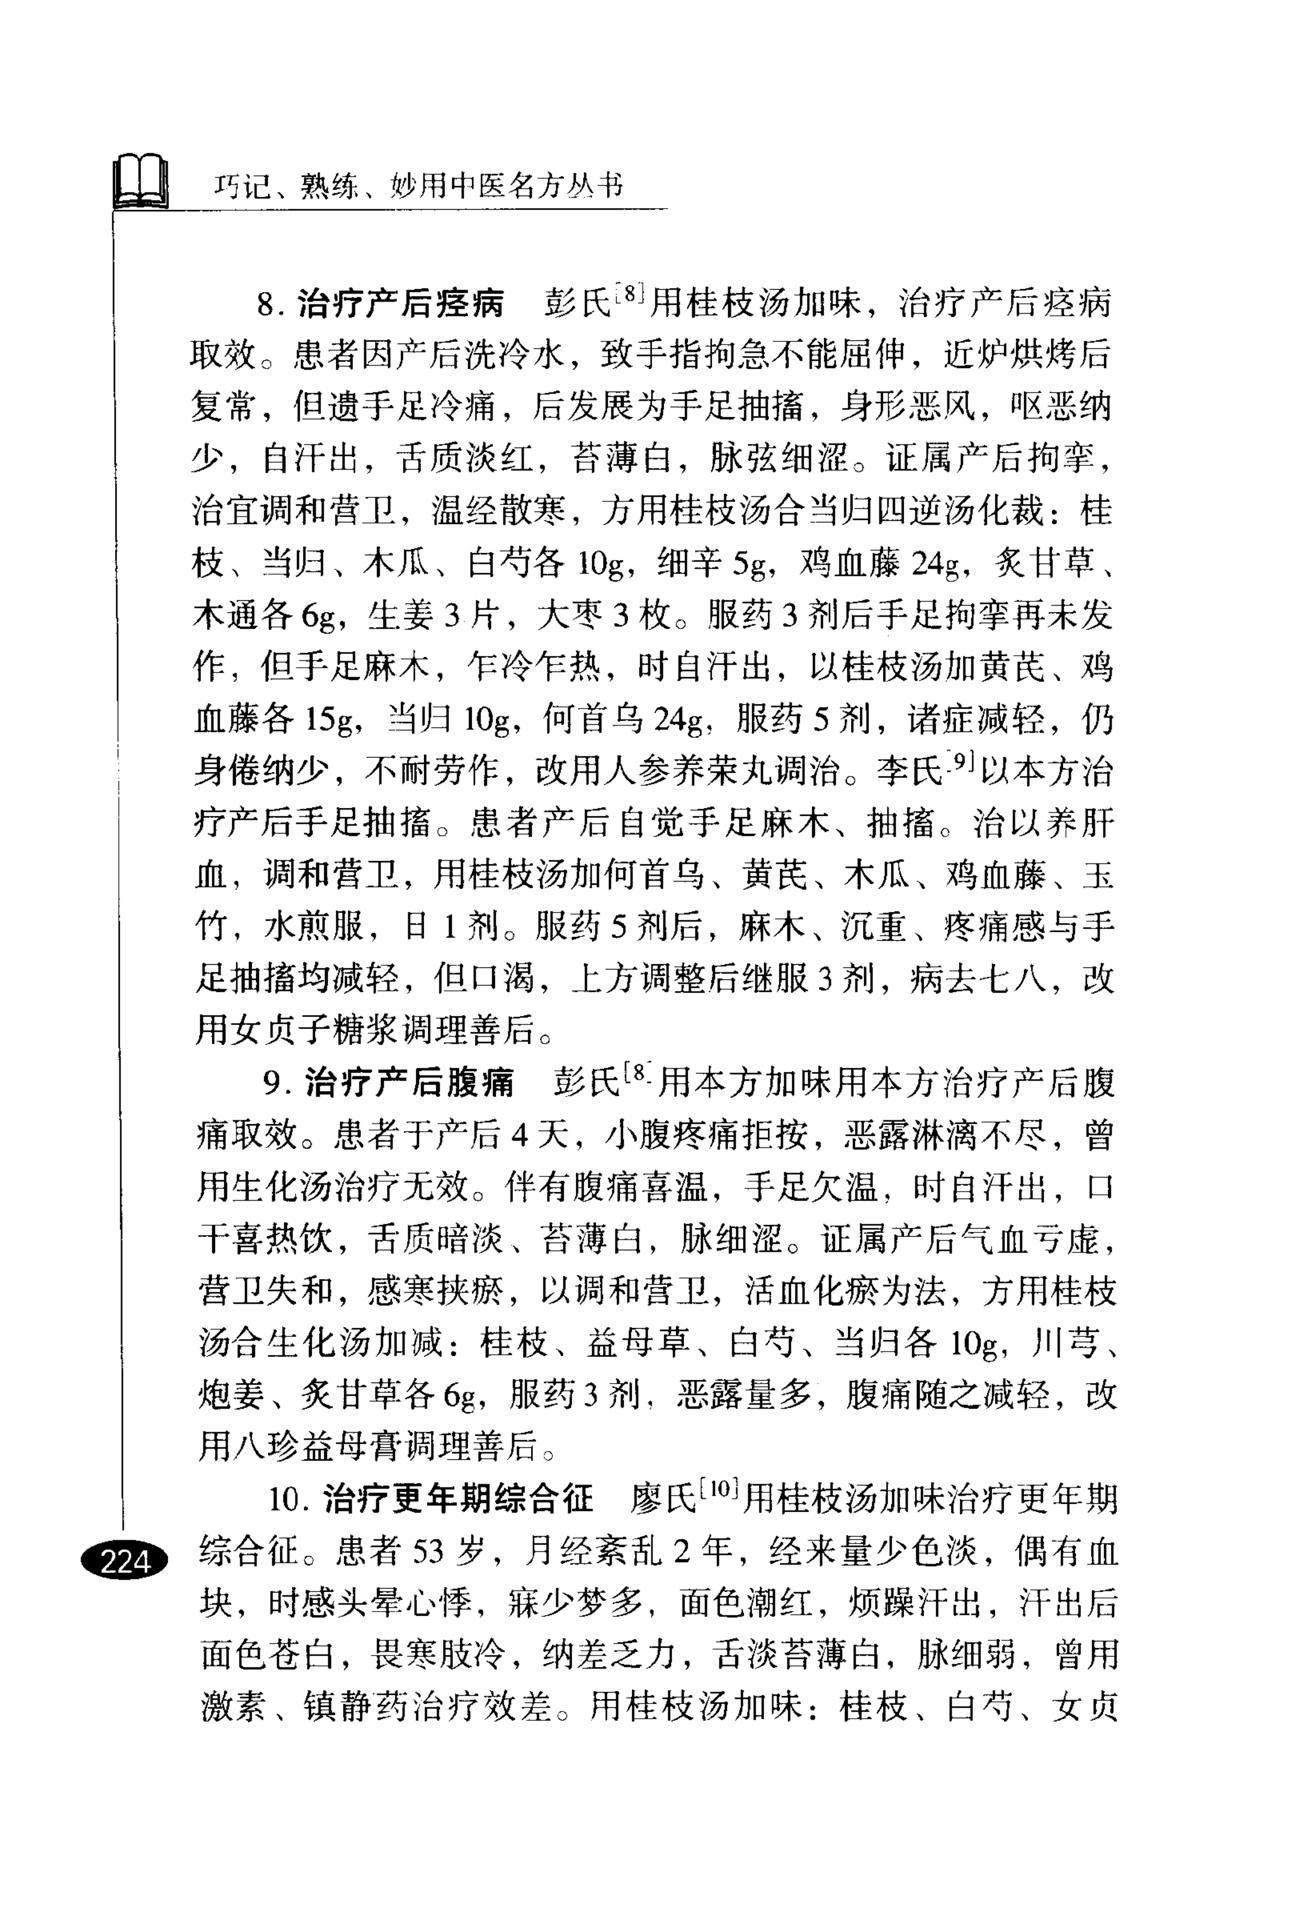 巧记、熟练、妙用中医名方丛书
8. 治疗产后痉病 彭氏[8]用桂枝汤加味，治疗产后痉病
取效。患者因产后洗冷水，致手指拘急不能屈伸，近炉烘烤后
复常，但遗手足冷痛，后发展为手足抽搐，身形恶风，呕恶纳
少，自汗出，舌质淡红，苔薄白，脉弦细涩。证属产后拘挛，
治宜调和营卫，温经散寒，方用桂枝汤合当归四逆汤化裁：桂
枝、当归、木瓜、白芍各 10g，细辛 5g，鸡血藤 24g，炙甘草、
木通各 6g，生姜 3 片，大枣 3 枚。服药 3 剂后手足拘挛再未发
作，但手足麻木，乍冷乍热，时自汗出，以桂枝汤加黄芪、鸡
血藤各 15g，当归 10g，何首乌 24g，服药 5 剂，诸症减轻，仍
身倦纳少，不耐劳作，改用人参养荣丸调治。李氏[9]以本方治
疗产后手足抽搐。患者产后自觉手足麻木、抽搐。治以养肝
血，调和营卫，用桂枝汤加何首乌、黄芪、木瓜、鸡血藤、玉
竹，水煎服，日 1 剂。服药 5 剂后，麻木、沉重、疼痛感与手
足抽搐均减轻，但口渴，上方调整后继服 3 剂，病去七八，改
用女贞子糖浆调理善后。
9. 治疗产后腹痛 彭氏[8]用本方加味用本方治疗产后腹
痛取效。患者于产后 4 天，小腹疼痛拒按，恶露淋漓不尽，曾
用生化汤治疗无效。伴有腹痛喜温，手足欠温，时自汗出，口
干喜热饮，舌质暗淡、苔薄白，脉细涩。证属产后气血亏虚，
营卫失和，感寒挟瘀，以调和营卫，活血化瘀为法，方用桂枝
汤合生化汤加减：桂枝、益母草、白芍、当归各 10g，川芎、
炮姜、炙甘草各 6g，服药 3 剂，恶露量多，腹痛随之减轻，改
用八珍益母膏调理善后。
10. 治疗更年期综合征 廖氏[10]用桂枝汤加味治疗更年期
综合征。患者 53 岁，月经紊乱 2 年，经来量少色淡，偶有血
块，时感头晕心悸，寐少梦多，面色潮红，烦躁汗出，汗出后
面色苍白，畏寒肢冷，纳差乏力，舌淡苔薄白，脉细弱，曾用
激素、镇静药治疗效差。用桂枝汤加味：桂枝、白芍、女贞
224